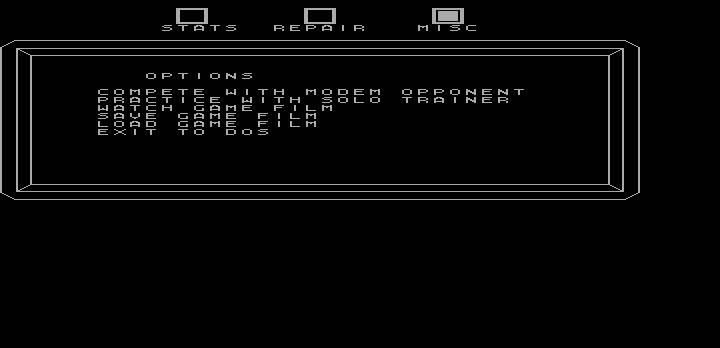 STATS REPAIR MISC
OPTIONS
COMPETE WITH MODEM OPPONENT
PRACTICE WITH SOLO TRAINER
WATCH GAME FILM
SAVE GAME FILM
LOAD GAME FILM
EXIT TO DOS